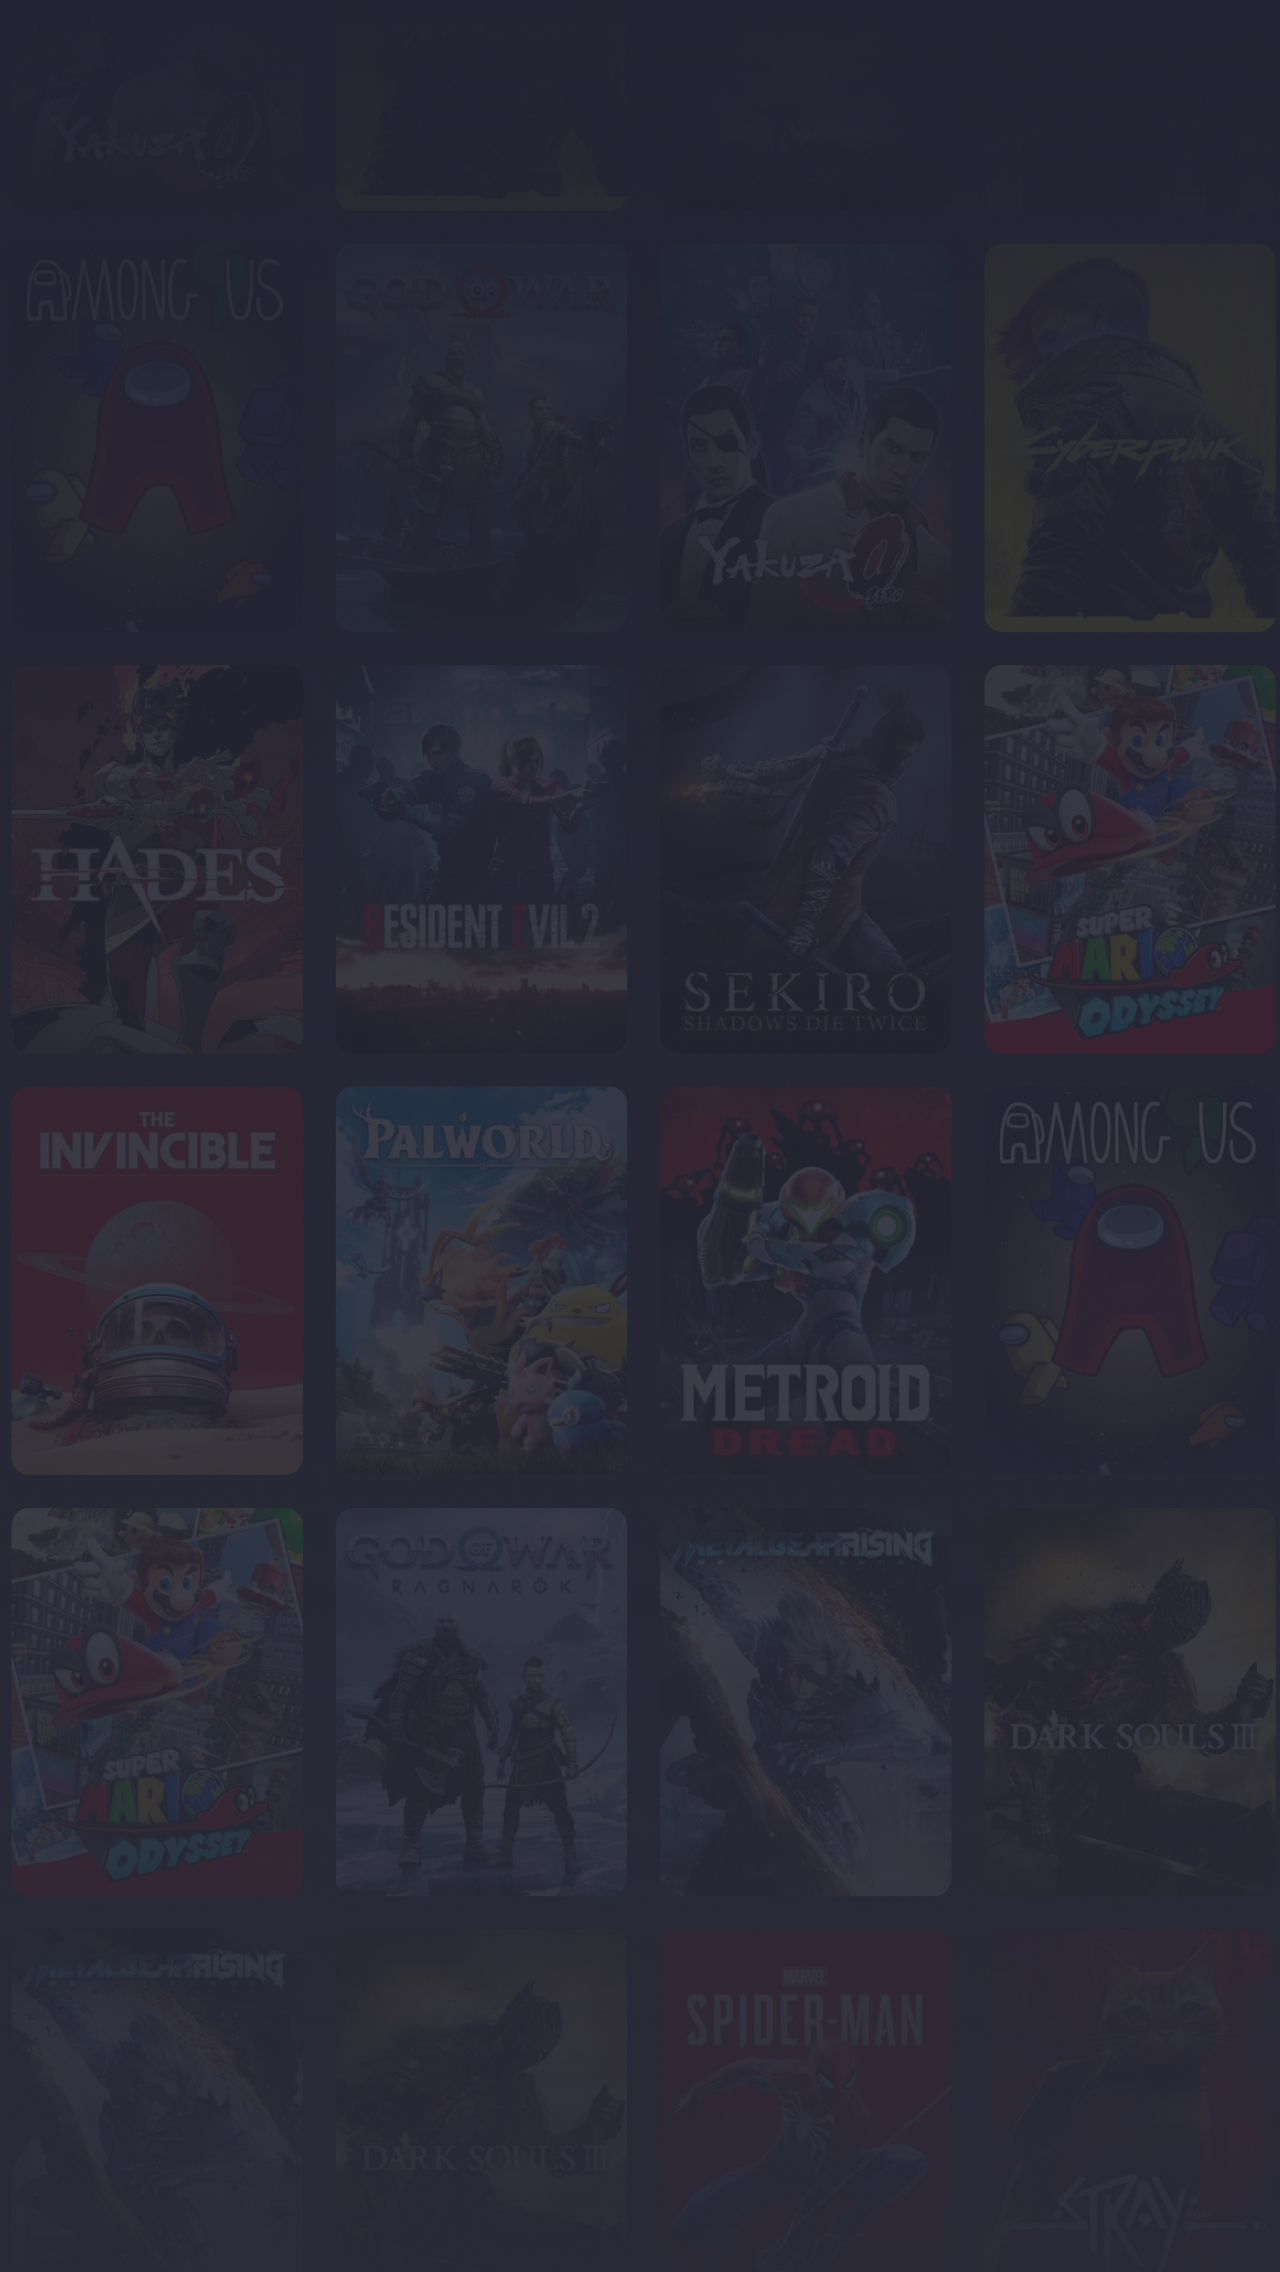 YAKUZA 0
AMONG US
GOD OF WAR
YAKUZA 0
ZERO
CYBERPUNK
HADES
RESIDENT EVIL 2
SEKIRO
SHADOWS DIE TWICE
SUPER
MARIO
ODYSSEY
THE
INVINCIBLE
PALWORLD
METROID
DREAD
AMONG US
SUPER
MARIO
ODYSSEY
GOD OF WAR
RAGNARÖK
METAL GEAR RISING
DARK SOULS III
METAL GEAR RISING
DARK SOULS III
MARVEL
SPIDER-MAN
STRAY